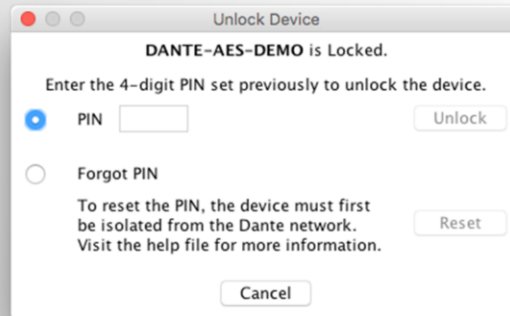 Unlock Device
DANTE-AES-DEMO is Locked.
Enter the 4-digit PIN set previously to unlock the device.
PIN Unlock
Forgot PIN
To reset the PIN, the device must first
be isolated from the Dante network.
Visit the help file for more information.
Reset
Cancel